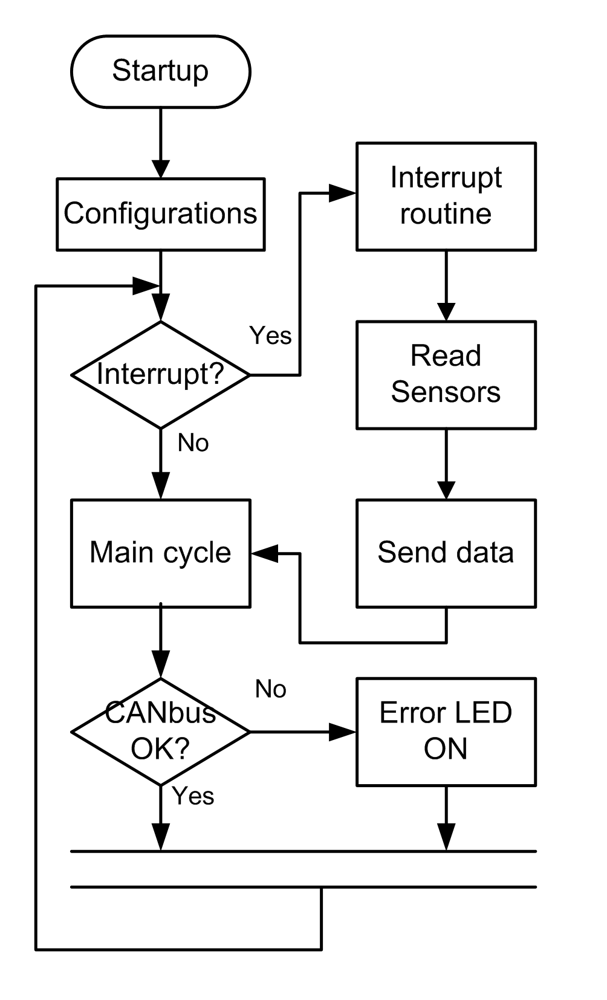 Startup
Configurations
Interrupt
routine
Yes
Interrupt?
Read
Sensors
No
Main cycle
Send data
No
CANbus
OK?
Error LED
ON
Yes